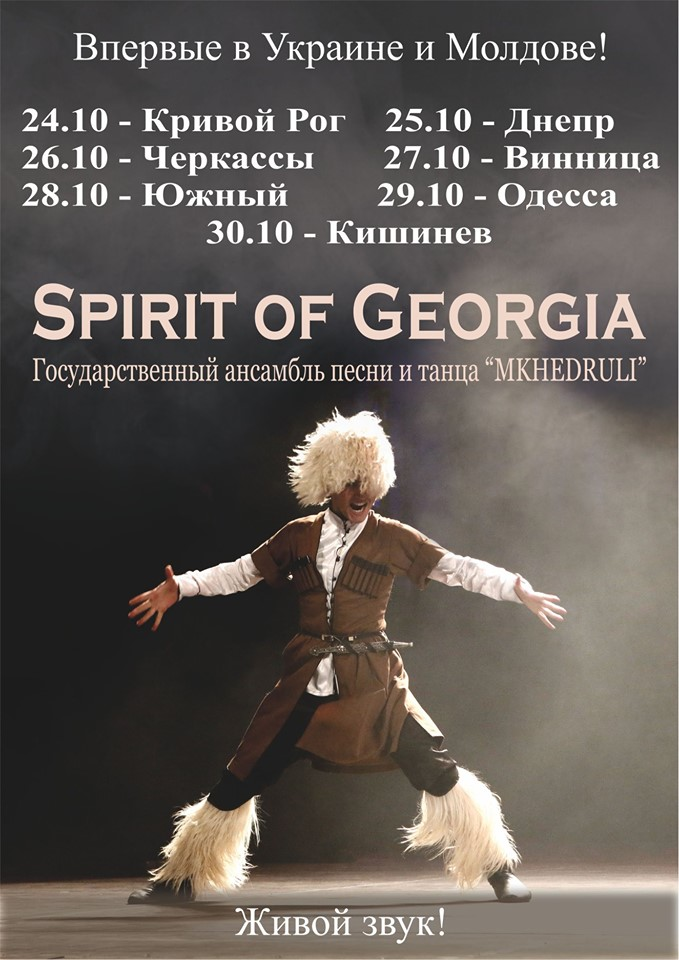 Впервые в Украине и Молдове!
24.10 - Кривой Рог 25.10 - Днепр
26.10 - Черкассы 27.10 - Винница
28.10 - Южный 29.10 - Одесса
30.10 - Кишинев
SPIRIT OF GEORGIA
Государственный ансамбль песни и танца “MKHEDRULI”
Живой звук!